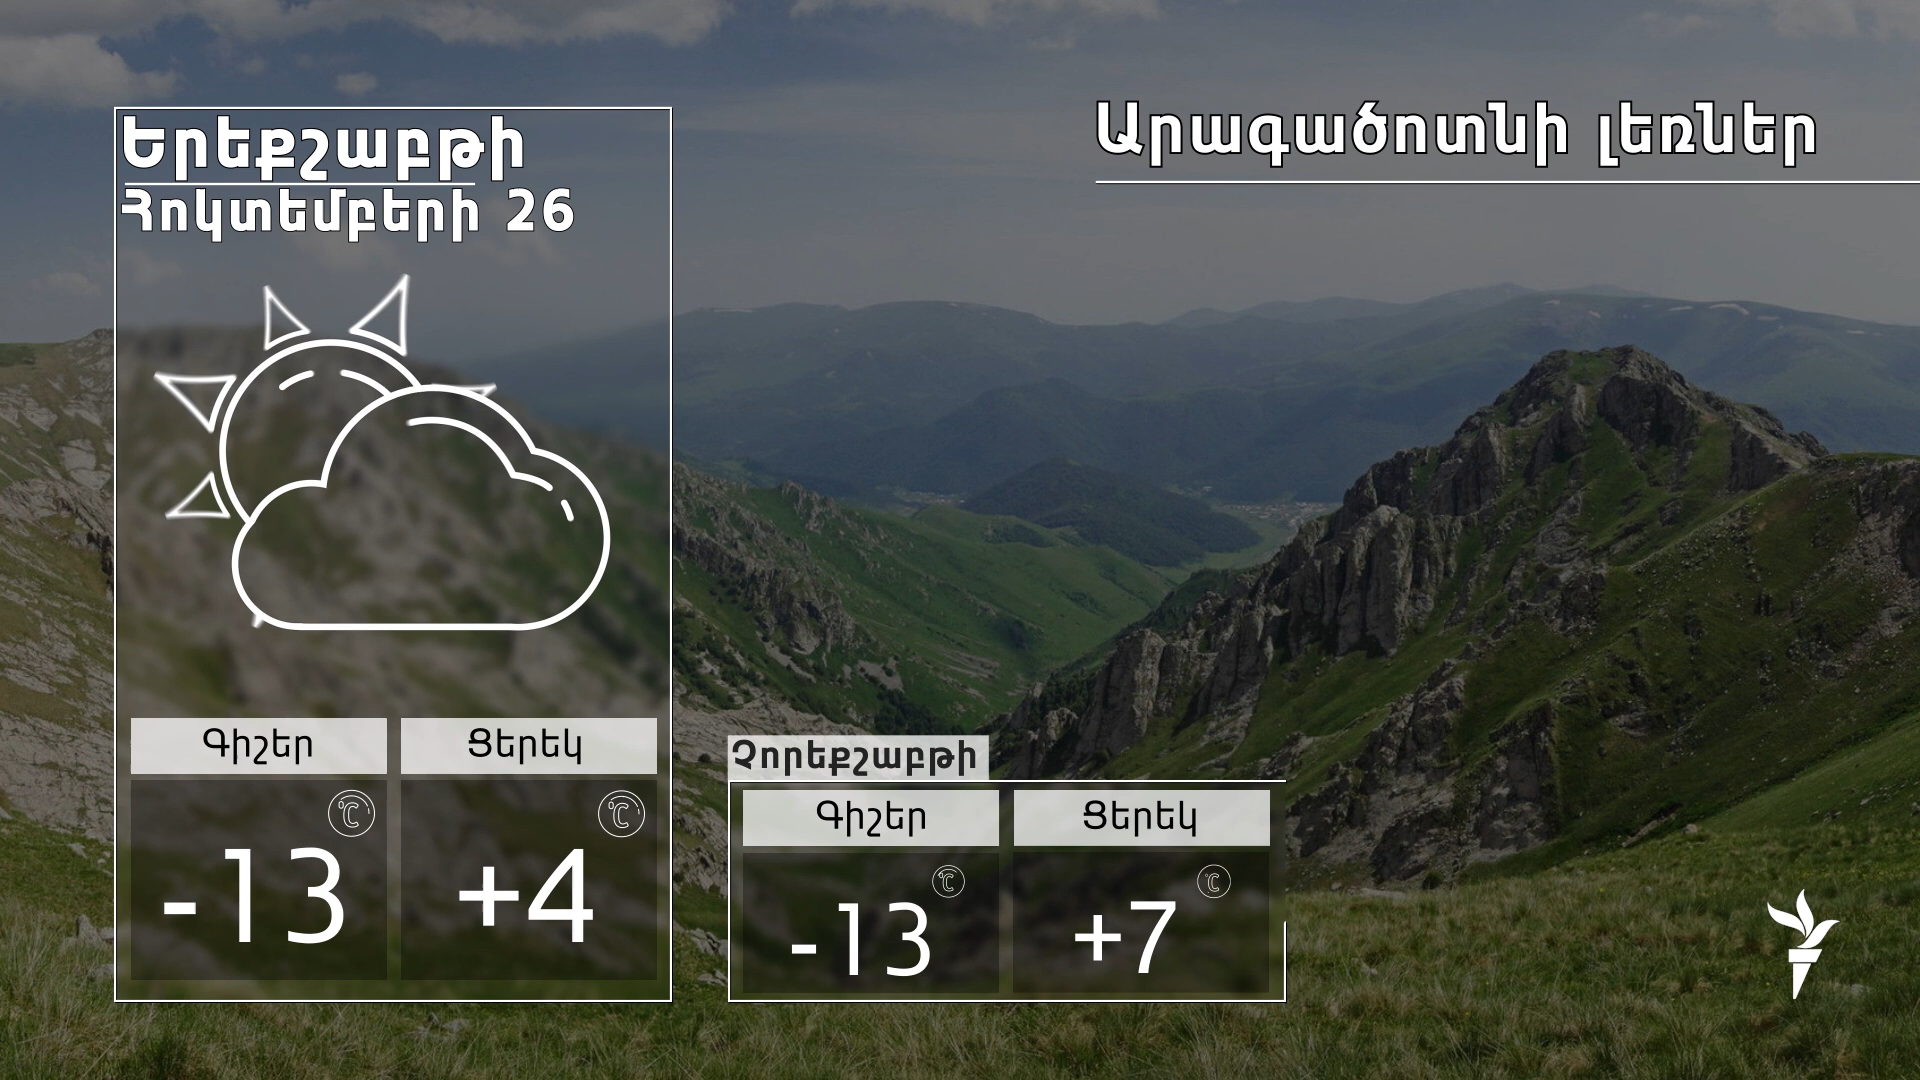 Երեքշաբթի
Հոկտեմբերի 26
Արագածոտնի լեռներ
Գիշեր
Ցերեկ
°C
°C
-13
+4
Չորեքշաբթի
Գիշեր
Ցերեկ
°C
°C
-13
+7